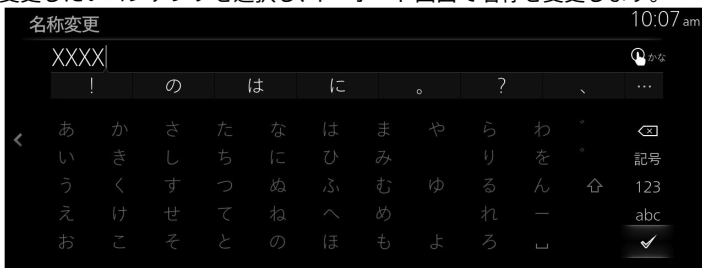 名称変更 10:07 am
XXXX かな
! の は に 。 ? 、 …
あ か さ た な は ま や ら わ ゛
い き し ち に ひ み り を ゜ 記号
う く す つ ぬ ふ む ゆ る ん 123
え け せ て ね へ め れ ー abc
お こ そ と の ほ も よ ろ